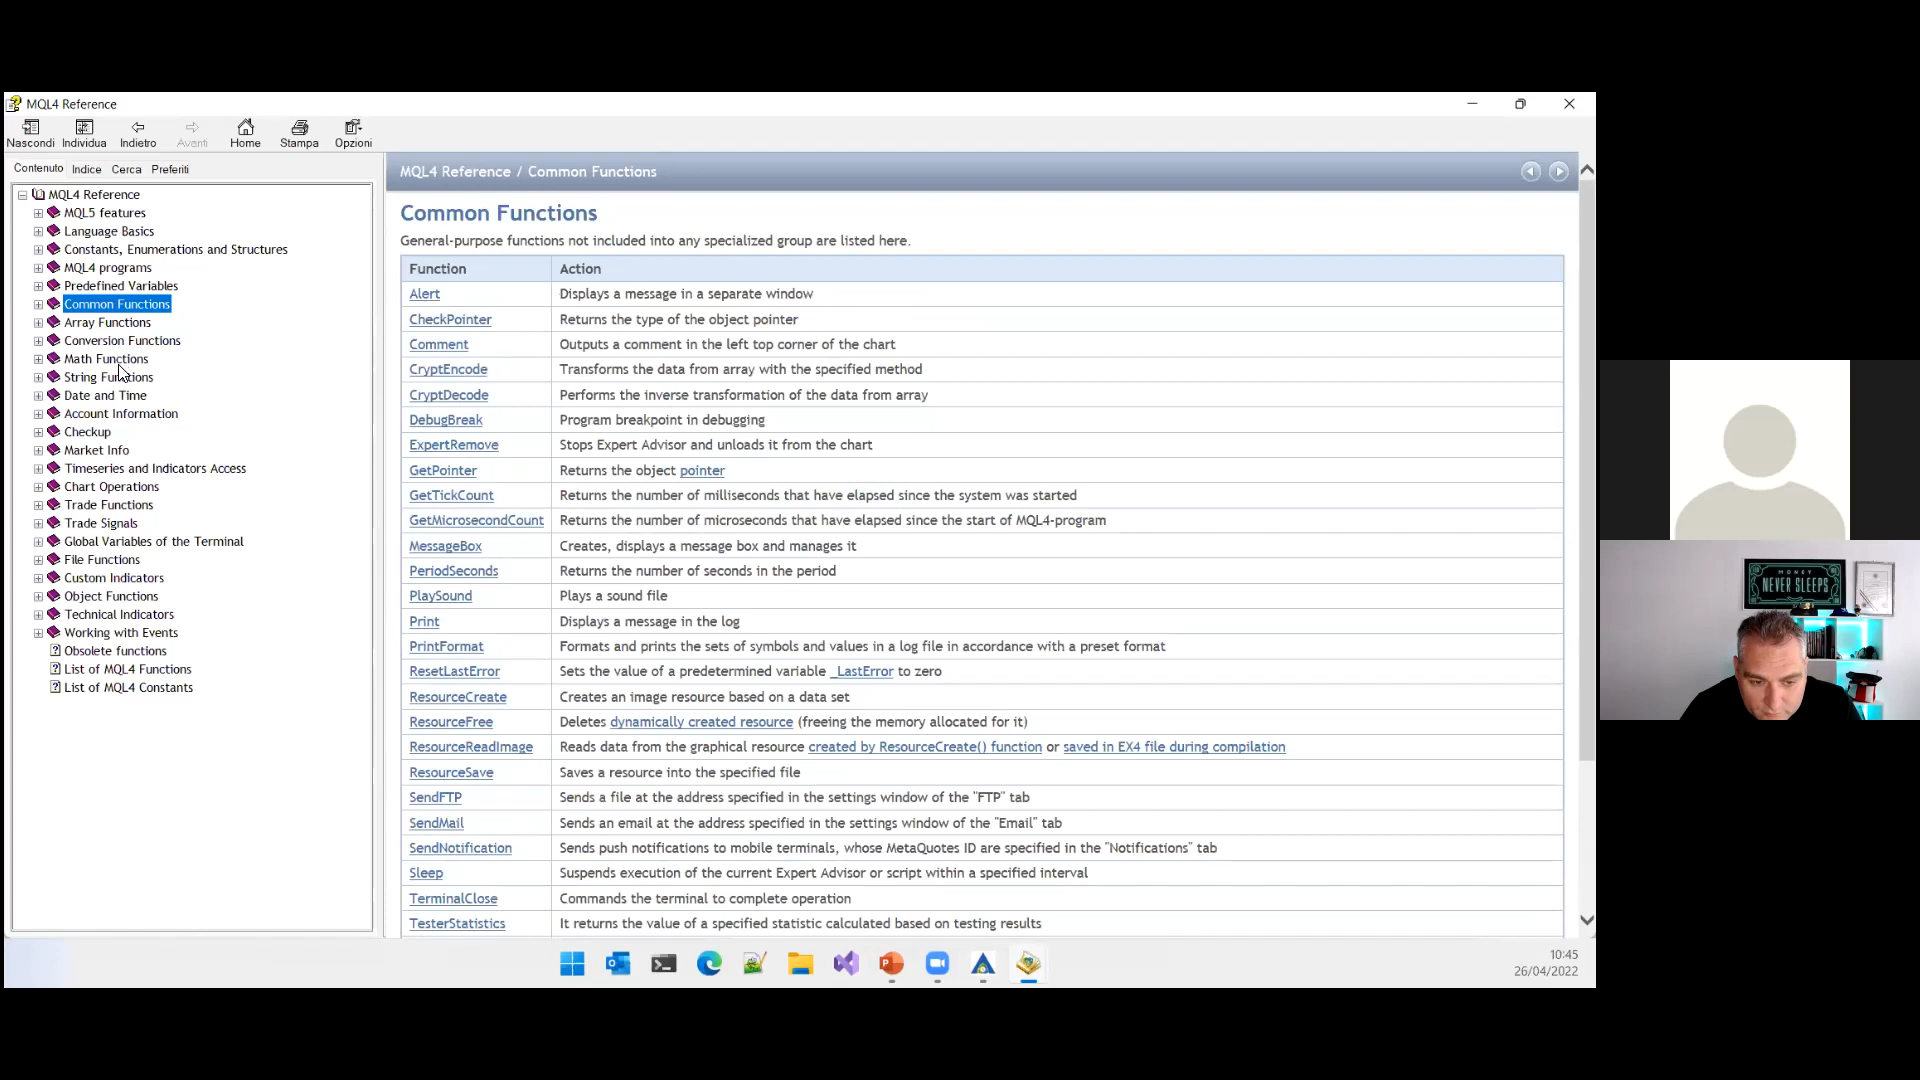 MQL4 Reference
Nascondi Individua Indietro Avanti Home Stampa Opzioni
Contenuto Indice Cerca Preferiti
MQL4 Reference
MQL5 features
Language Basics
Constants, Enumerations and Structures
MQL4 programs
Predefined Variables
Common Functions
Array Functions
Conversion Functions
Math Functions
String Functions
Date and Time
Account Information
Checkup
Market Info
Timeseries and Indicators Access
Chart Operations
Trade Functions
Trade Signals
Global Variables of the Terminal
File Functions
Custom Indicators
Object Functions
Technical Indicators
Working with Events
Obsolete functions
List of MQL4 Functions
List of MQL4 Constants
MQL4 Reference / Common Functions
Common Functions
General-purpose functions not included into any specialized group are listed here.
Function Action
Alert Displays a message in a separate window
CheckPointer Returns the type of the object pointer
Comment Outputs a comment in the left top corner of the chart
CryptEncode Transforms the data from array with the specified method
CryptDecode Performs the inverse transformation of the data from array
DebugBreak Program breakpoint in debugging
ExpertRemove Stops Expert Advisor and unloads it from the chart
GetPointer Returns the object pointer
GetTickCount Returns the number of milliseconds that have elapsed since the system was started
GetMicrosecondCount Returns the number of microseconds that have elapsed since the start of MQL4-program
MessageBox Creates, displays a message box and manages it
PeriodSeconds Returns the number of seconds in the period
PlaySound Plays a sound file
Print Displays a message in the log
PrintFormat Formats and prints the sets of symbols and values in a log file in accordance with a preset format
ResetLastError Sets the value of a predetermined variable _LastError to zero
ResourceCreate Creates an image resource based on a data set
ResourceFree Deletes dynamically created resource (freeing the memory allocated for it)
ResourceReadImage Reads data from the graphical resource created by ResourceCreate() function or saved in EX4 file during compilation
ResourceSave Saves a resource into the specified file
SendFTP Sends a file at the address specified in the settings window of the "FTP" tab
SendMail Sends an email at the address specified in the settings window of the "Email" tab
SendNotification Sends push notifications to mobile terminals, whose MetaQuotes ID are specified in the "Notifications" tab
Sleep Suspends execution of the current Expert Advisor or script within a specified interval
TerminalClose Commands the terminal to complete operation
TesterStatistics It returns the value of a specified statistic calculated based on testing results
10:45
26/04/2022
MONEY
NEVER SLEEPS